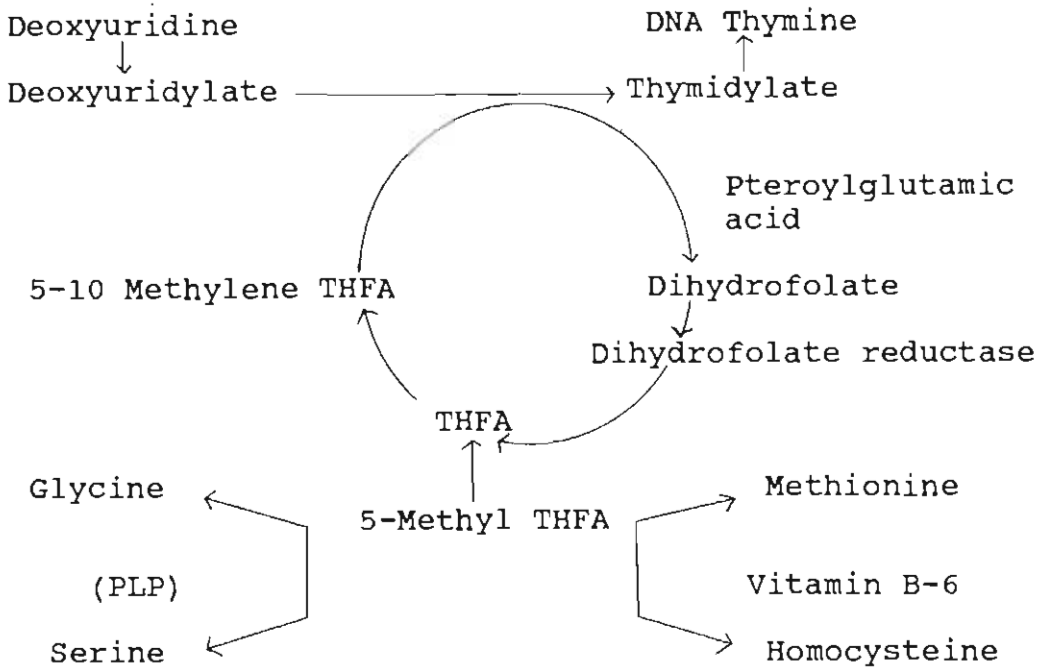 Deoxyuridine
DNA Thymine
Deoxyuridylate
Thymidylate
Pteroylglutamic
acid
5-10 Methylene THFA
Dihydrofolate
Dihydrofolate reductase
THFA
Glycine
Methionine
5-Methyl THFA
(PLP)
Vitamin B-6
Serine
Homocysteine